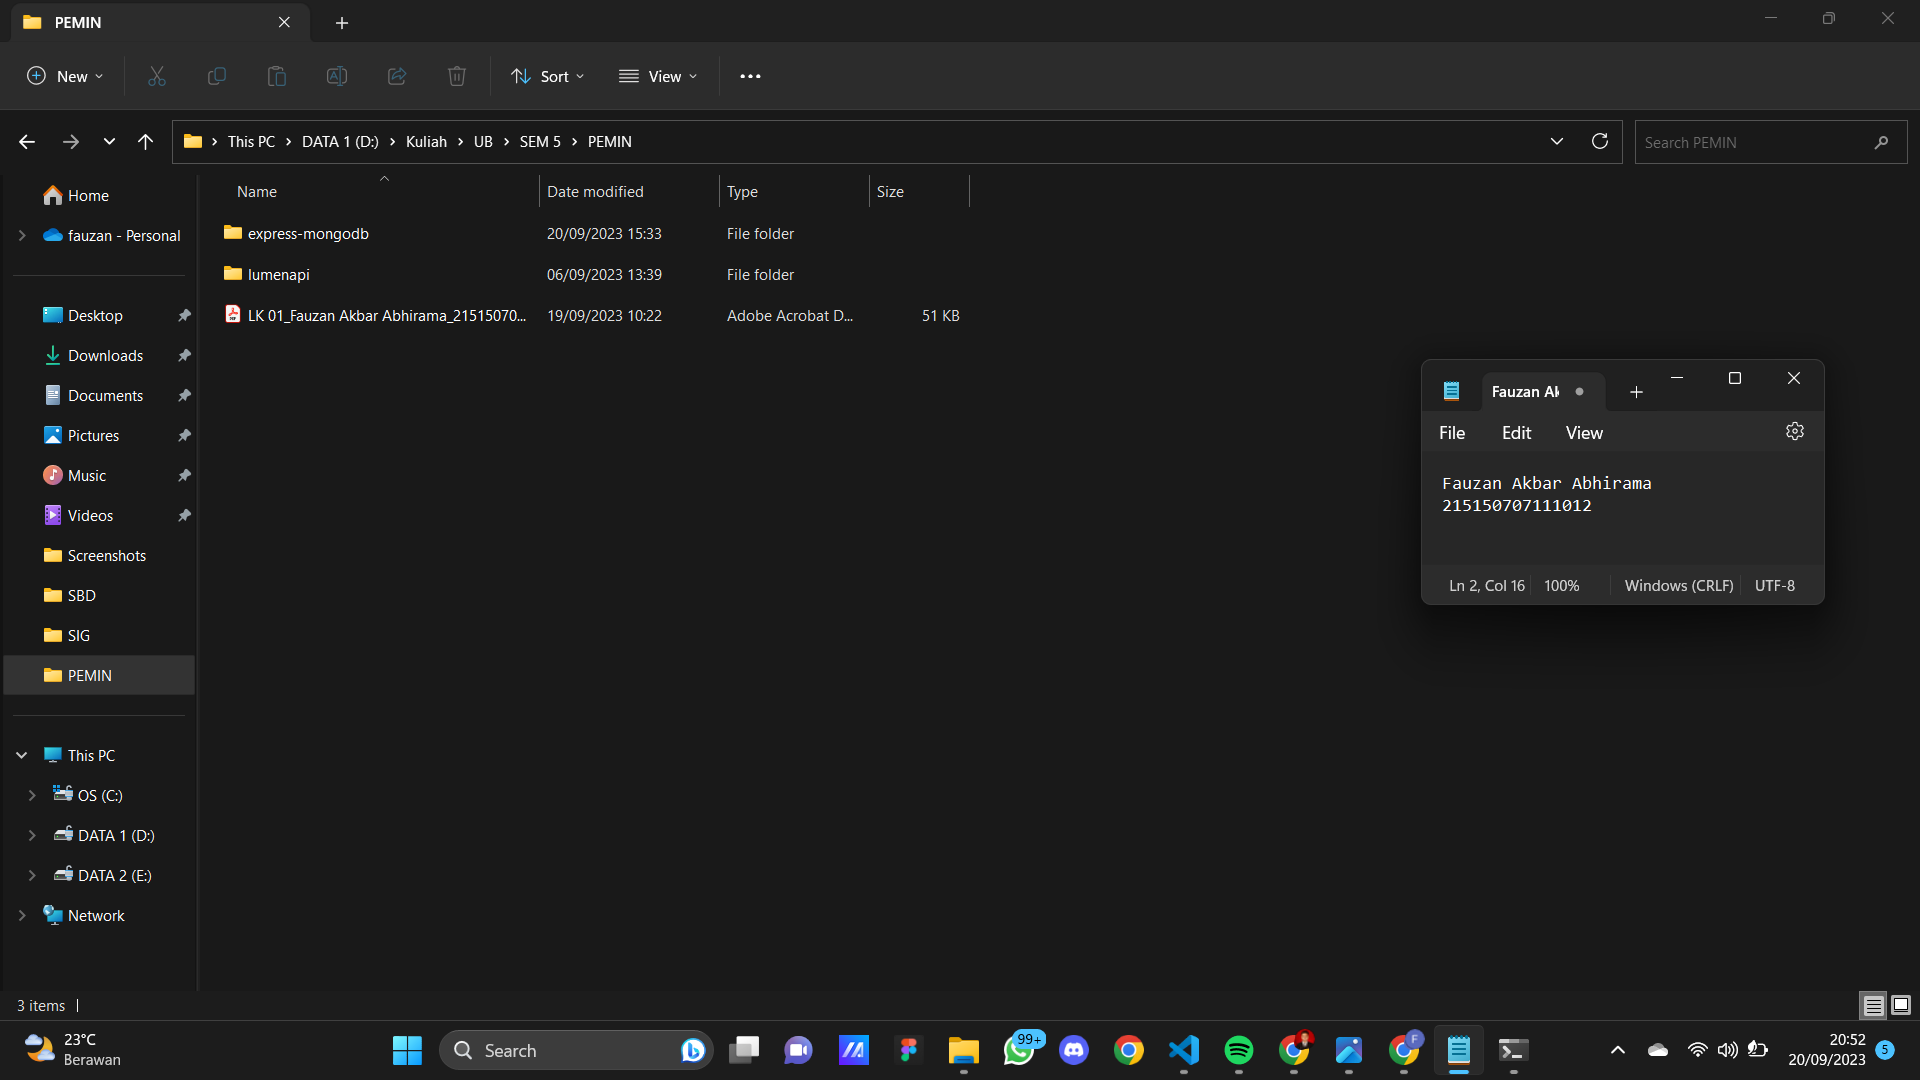 PEMIN
New
Sort
View
This PC
DATA 1 (D:)
Kuliah
UB
SEM 5
PEMIN
Search PEMIN
Home
fauzan - Personal
Desktop
Downloads
Documents
Pictures
Music
Videos
Screenshots
SBD
SIG
PEMIN
This PC
OS (C:)
DATA 1 (D:)
DATA 2 (E:)
Network
Name Date modified Type Size
express-mongodb 20/09/2023 15:33 File folder
lumenapi 06/09/2023 13:39 File folder
LK 01_Fauzan Akbar Abhirama_21515070... 19/09/2023 10:22 Adobe Acrobat D... 51 KB
Fauzan Ak
File Edit View
Fauzan Akbar Abhirama
215150707111012
Ln 2, Col 16 100% Windows (CRLF) UTF-8
3 items
23°C
Berawan
Search
99+
F
20:52
20/09/2023
5